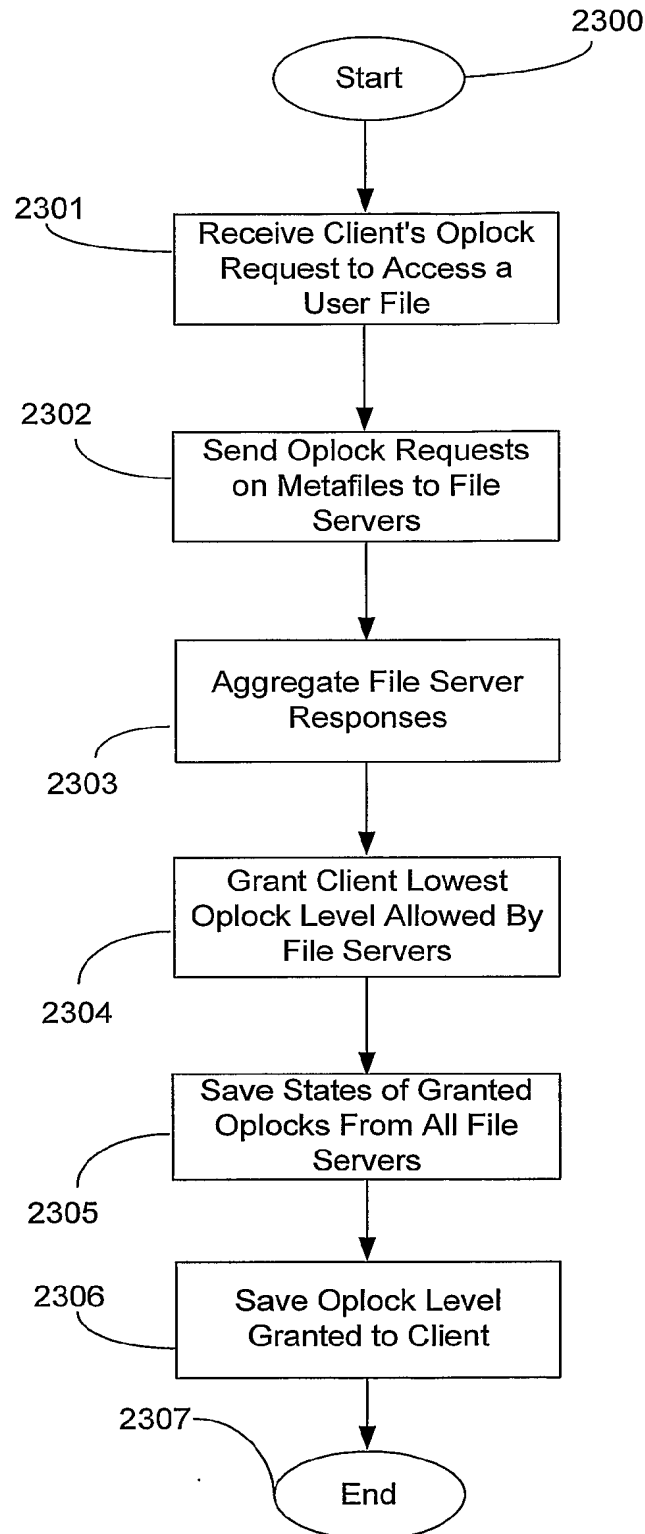 2300
Start
2301
Receive Client's Oplock
Request to Access a
User File
2302
Send Oplock Requests
on Metafiles to File
Servers
Aggregate File Server
Responses
2303
Grant Client Lowest
Oplock Level Allowed By
File Servers
2304
Save States of Granted
Oplocks From All File
Servers
2305
2306
Save Oplock Level
Granted to Client
2307
End